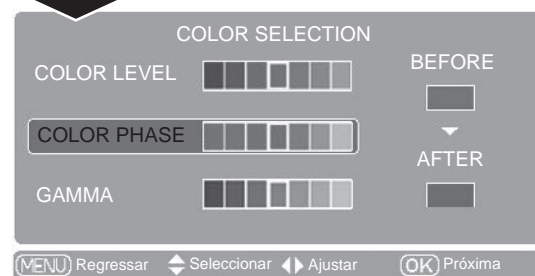 COLOR SELECTION
COLOR LEVEL
BEFORE
COLOR PHASE
AFTER
GAMMA
MENU Regressar Seleccionar Ajustar OK Próxima